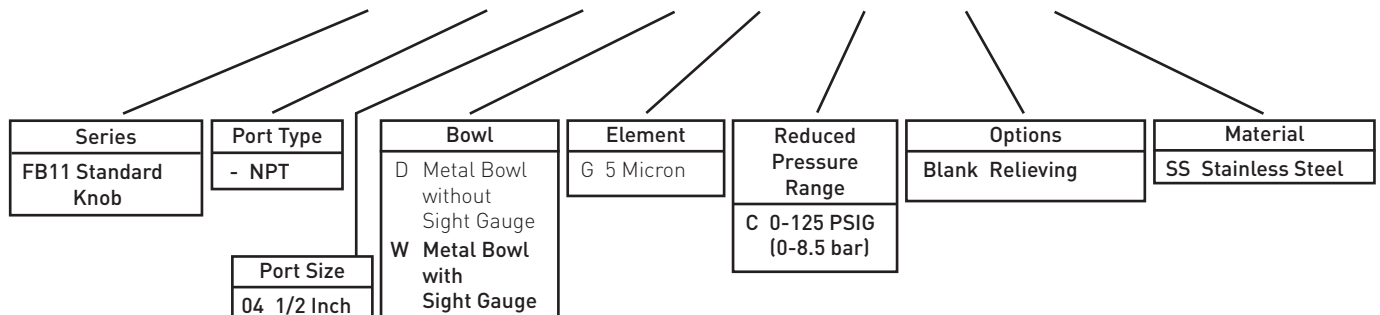 Series
FB11 Standard
Knob
Port Type
- NPT
Port Size
04 1/2 Inch
Bowl
D Metal Bowl
without
Sight Gauge
W Metal Bowl
with
Sight Gauge
Element
G 5 Micron
Reduced
Pressure
Range
C 0-125 PSIG
(0-8.5 bar)
Options
Blank Relieving
Material
SS Stainless Steel